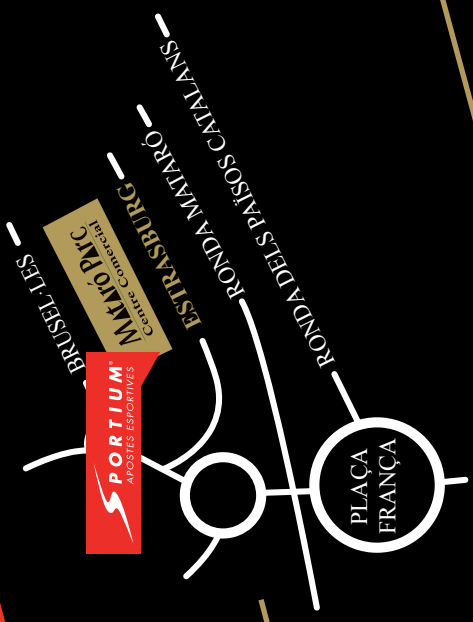 BRUSEL·LES
Mataró Parc
Centre Comercial
ESTRASBURG
RONDA MATARÓ
RONDA DELS PAÏSOS CATALANS
SPORTIUM®
APOSTES ESPORTIVES
PLAÇA
FRANÇA